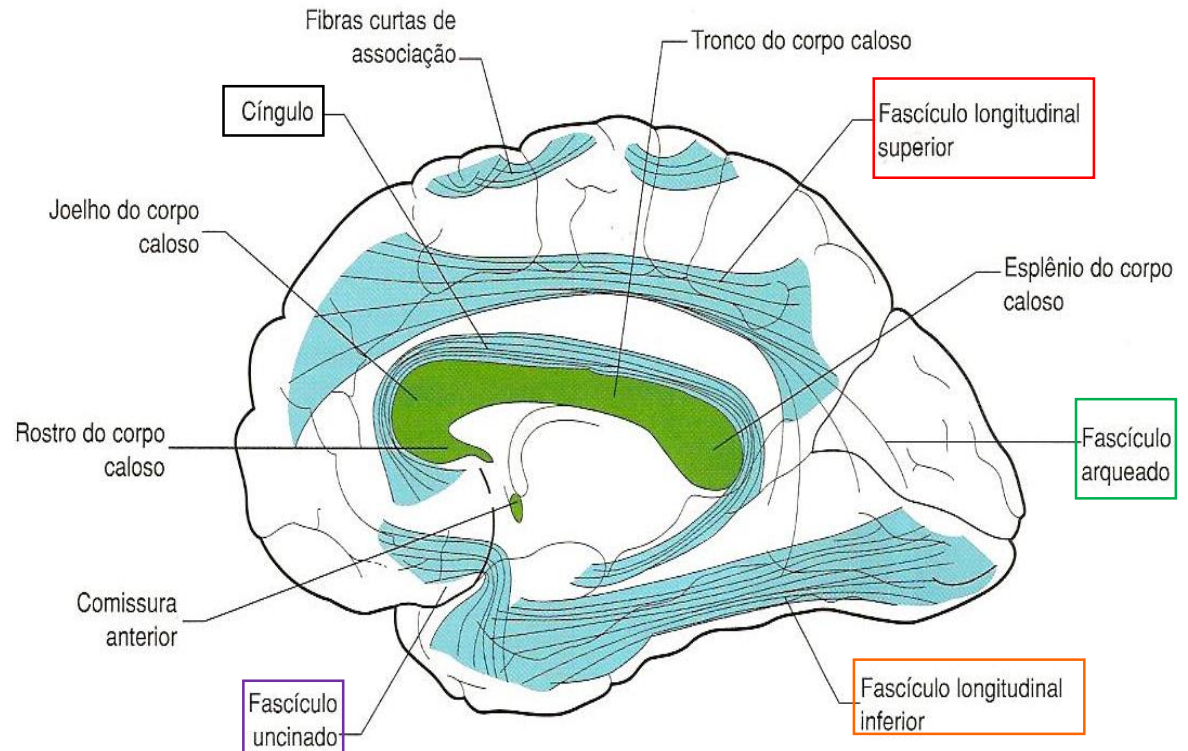 Fibras curtas de
associação
Tronco do corpo caloso
Cíngulo
Fascículo longitudinal
superior
Joelho do corpo
caloso
Esplênio do corpo
caloso
Rostro do corpo
caloso
Fascículo
arqueado
Comissura
anterior
Fascículo
uncinado
Fascículo longitudinal
inferior